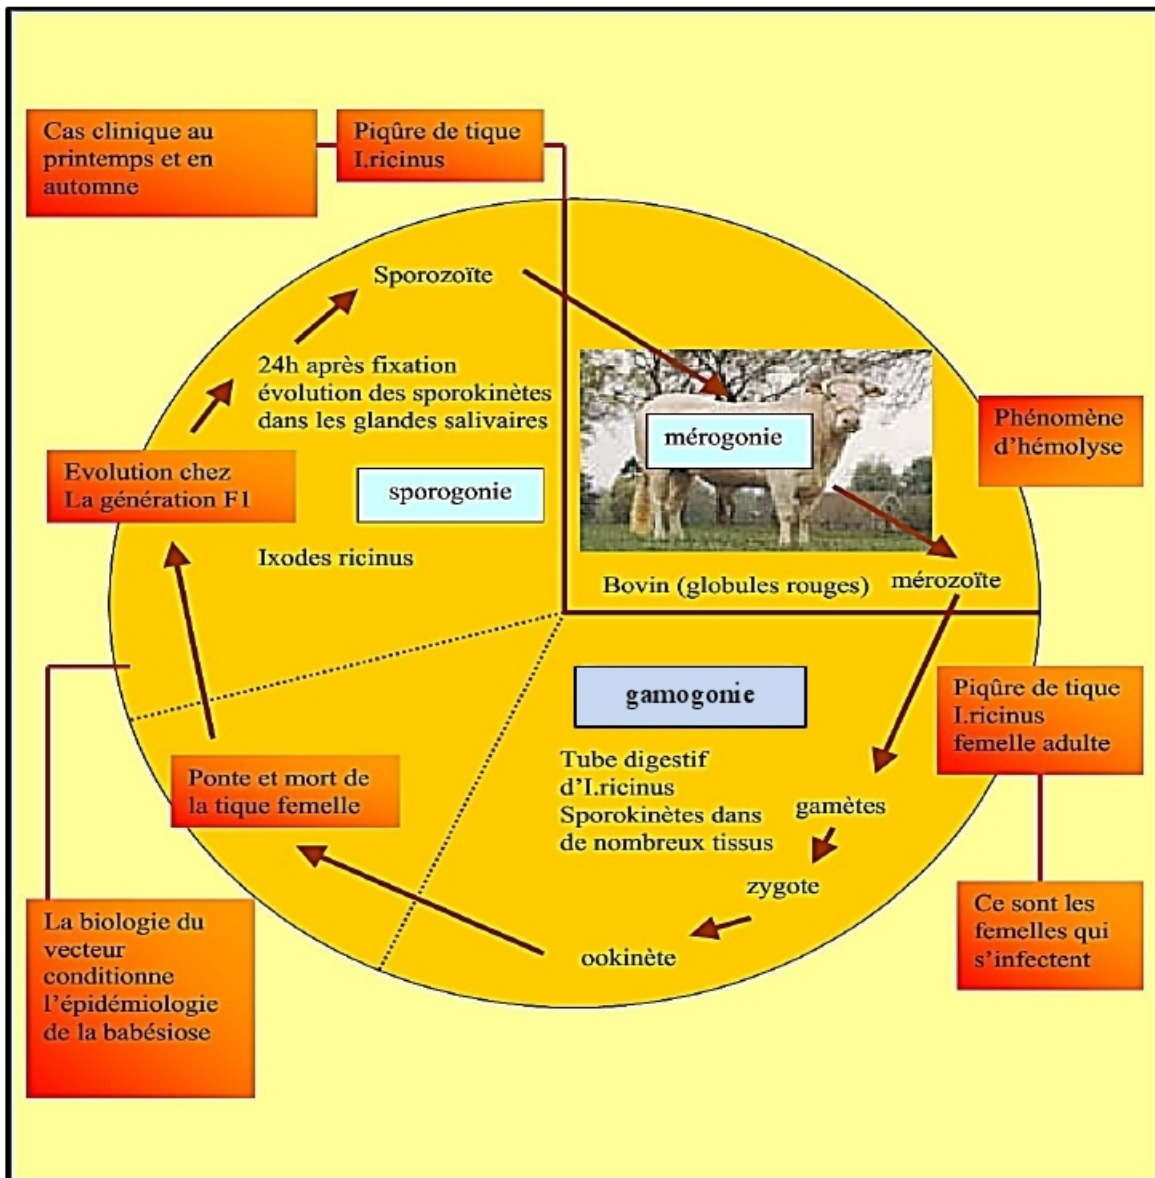 Cas clinique au
printemps et en
automne
Piqûre de tique
I.ricinus
Sporozoïte
24h après fixation
évolution des sporokinètes
dans les glandes salivaires
mérogonie
Phénomène
d'hémolyse
Evolution chez
La génération F1
sporogonie
Ixodes ricinus
Bovin (globules rouges)
mérozoïte
gamogonie
Piqûre de tique
I.ricinus
femelle adulte
Tube digestif
d'I.ricinus
Sporokinètes dans
de nombreux tissus
gamètes
Ponte et mort de
la tique femelle
zygote
ookinète
Ce sont les
femelles qui
s'infectent
La biologie du
vecteur
conditionne
l'épidémiologie
de la babésiose